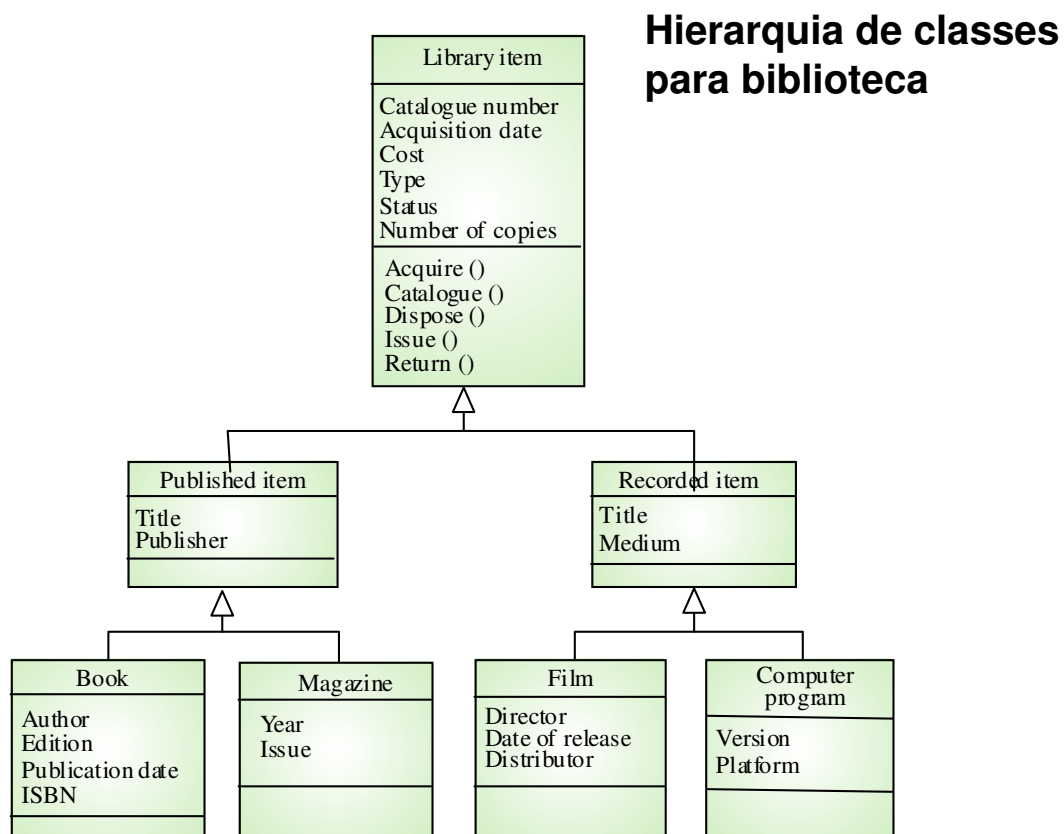 Hierarquia de classes
para biblioteca
Library item
Catalogue number
Acquisition date
Cost
Type
Status
Number of copies
Acquire ()
Catalogue ()
Dispose ()
Issue ()
Return ()
Published item
Title
Publisher
Recorded item
Title
Medium
Book
Author
Edition
Publication date
ISBN
Magazine
Year
Issue
Film
Director
Date of release
Distributor
Computer
program
Version
Platform